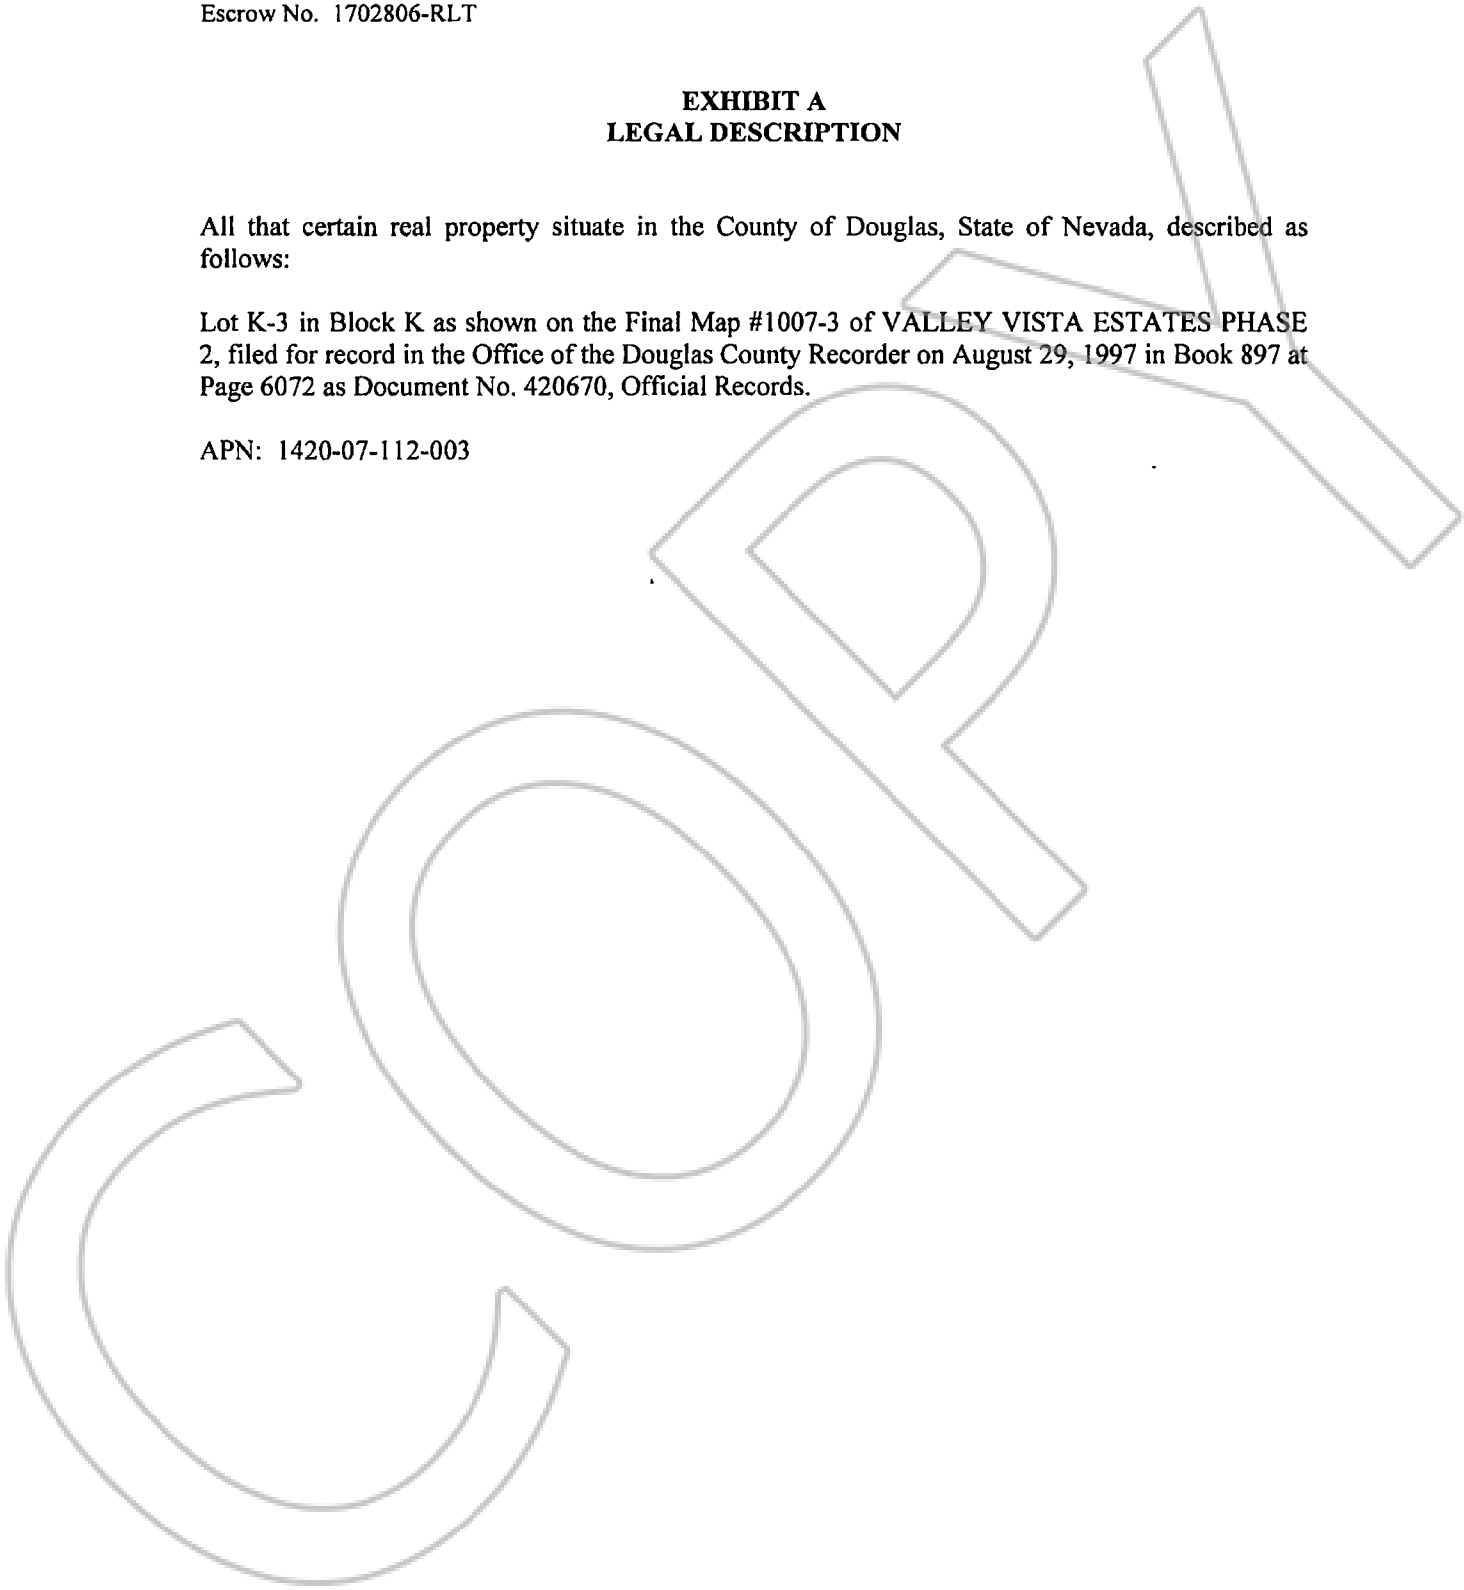 Escrow No. 1702806-RLT
EXHIBIT A
LEGAL DESCRIPTION
All that certain real property situate in the County of Douglas, State of Nevada, described as
follows:
Lot K-3 in Block K as shown on the Final Map #1007-3 of VALLEY VISTA ESTATES PHASE
2, filed for record in the Office of the Douglas County Recorder on August 29, 1997 in Book 897 at
Page 6072 as Document No. 420670, Official Records.
APN: 1420-07-112-003
COPY